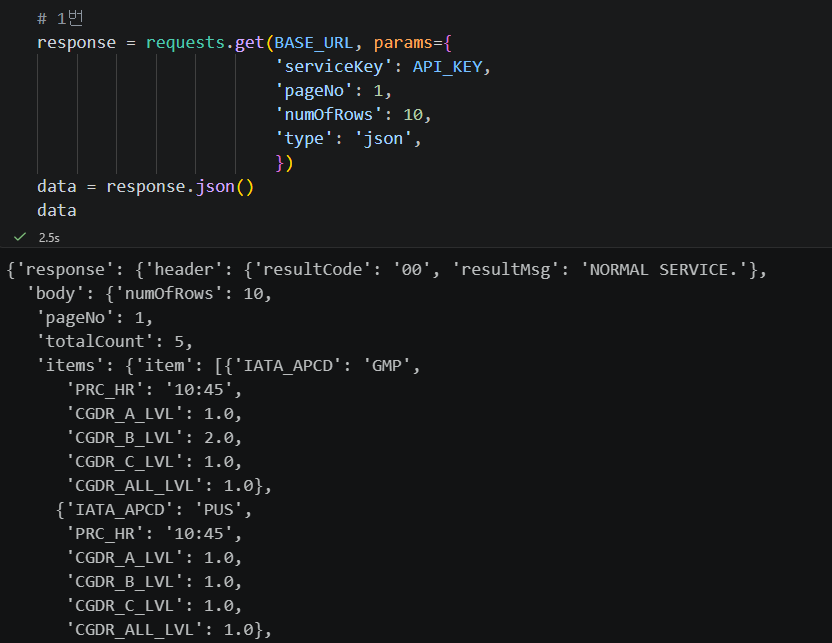 # 1번
response = requests.get(BASE_URL, params={
'serviceKey': API_KEY,
'pageNo': 1,
'numOfRows': 10,
'type': 'json',
})
data = response.json()
data
2.5s
{'response': {'header': {'resultCode': '00', 'resultMsg': 'NORMAL SERVICE.'},
'body': {'numOfRows': 10,
'pageNo': 1,
'totalCount': 5,
'items': {'item': [{'IATA_APCD': 'GMP',
'PRC_HR': '10:45',
'CGDR_A_LVL': 1.0,
'CGDR_B_LVL': 2.0,
'CGDR_C_LVL': 1.0,
'CGDR_ALL_LVL': 1.0},
{'IATA_APCD': 'PUS',
'PRC_HR': '10:45',
'CGDR_A_LVL': 1.0,
'CGDR_B_LVL': 1.0,
'CGDR_C_LVL': 1.0,
'CGDR_ALL_LVL': 1.0},